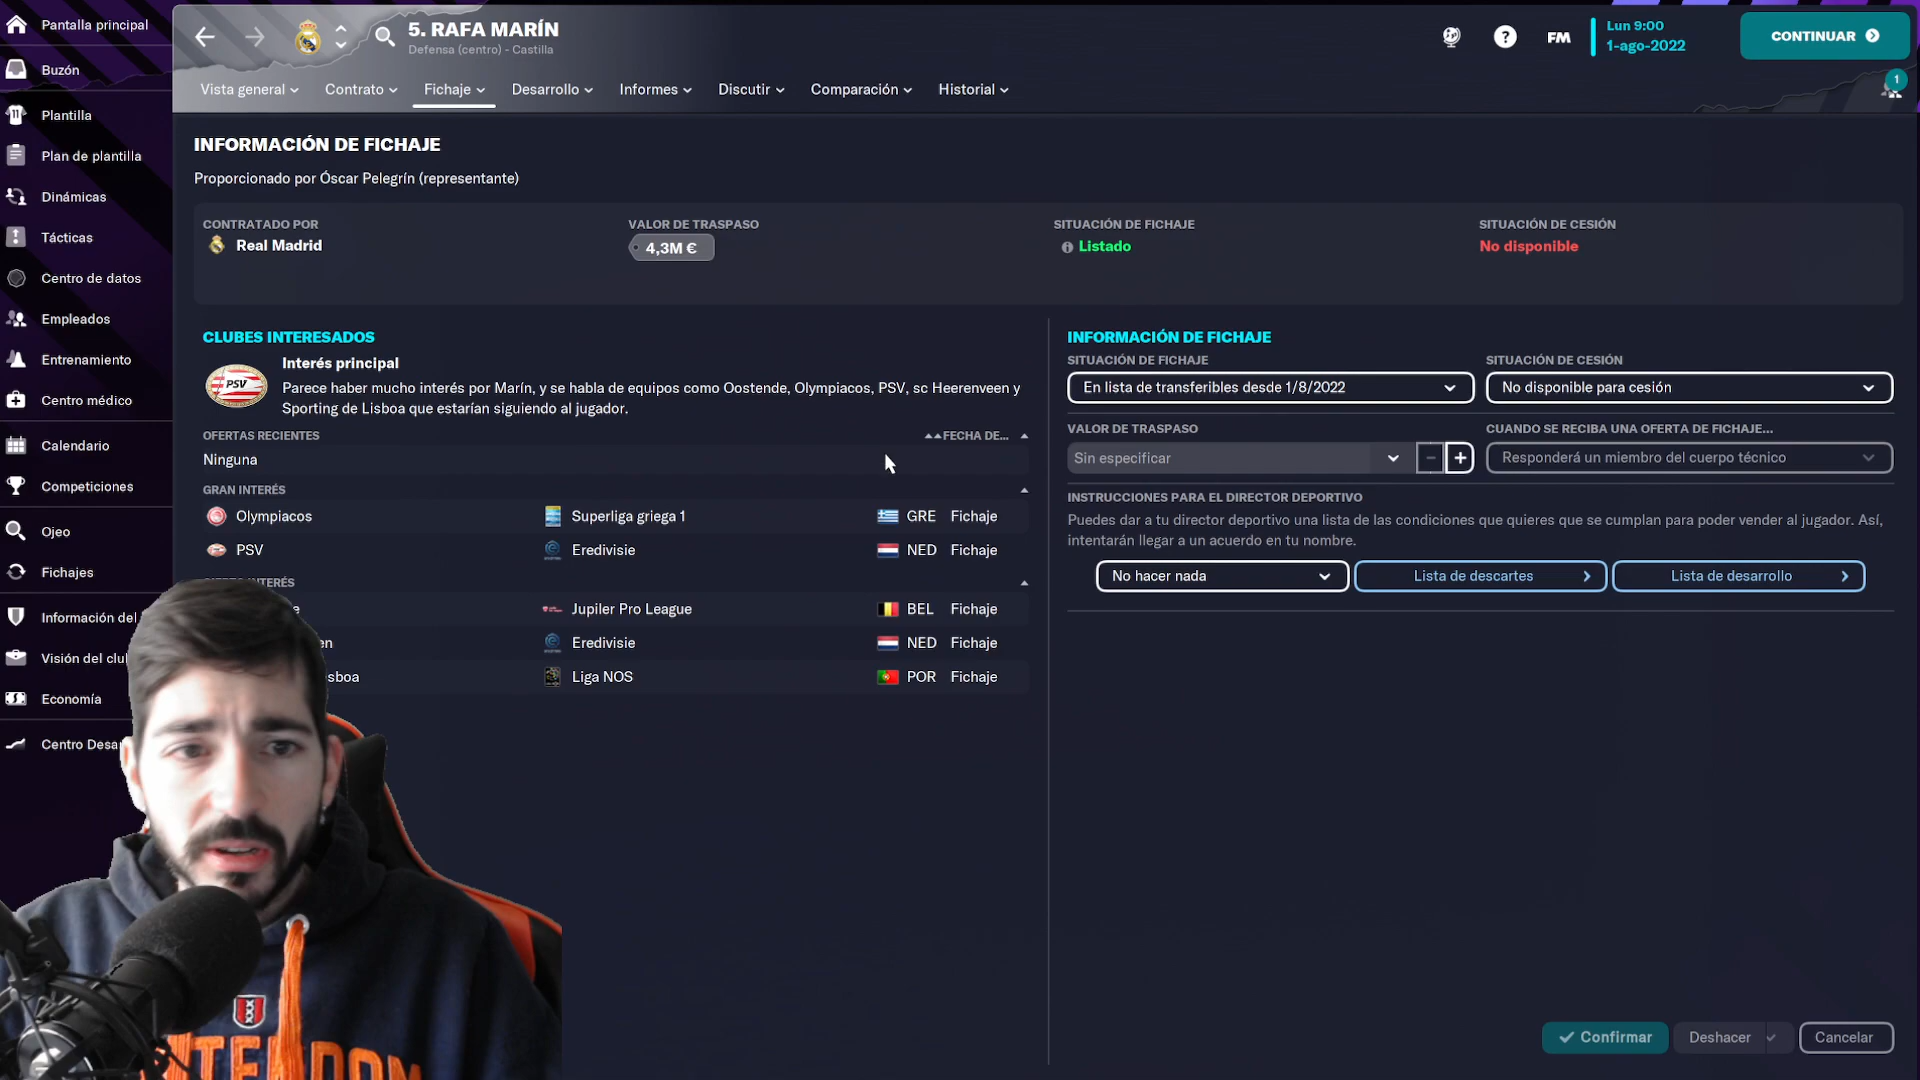 Pantalla principal
Buzón
Plantilla
Plan de plantilla
Dinámicas
Tácticas
Centro de datos
Empleados
Entrenamiento
Centro médico
Calendario
Competiciones
Ojeo
Fichajes
Información del
Visión del clu
Economía
Centro Desa
5. RAFA MARÍN
Defensa (centro) - Castilla
FM
Lun 9:00
1-ago-2022
CONTINUAR
1
Vista general
Contrato
Fichaje
Desarrollo
Informes
Discutir
Comparación
Historial
INFORMACIÓN DE FICHAJE
Proporcionado por Óscar Pelegrín (representante)
CONTRATADO POR
Real Madrid
VALOR DE TRASPASO
4,3M €
SITUACIÓN DE FICHAJE
Listado
SITUACIÓN DE CESIÓN
No disponible
CLUBES INTERESADOS
PSV
Interés principal
Parece haber mucho interés por Marín, y se habla de equipos como Oostende, Olympiacos, PSV, sc Heerenveen y
Sporting de Lisboa que estarían siguiendo al jugador.
OFERTAS RECIENTES FECHA DE...
Ninguna
GRAN INTERÉS
Olympiacos Superliga griega 1 GRE Fichaje
PSV Eredivisie NED Fichaje
INTERÉS
Jupiler Pro League BEL Fichaje
en Eredivisie NED Fichaje
sboa Liga NOS POR Fichaje
INFORMACIÓN DE FICHAJE
SITUACIÓN DE FICHAJE
En lista de transferibles desde 1/8/2022
SITUACIÓN DE CESIÓN
No disponible para cesión
VALOR DE TRASPASO
Sin especificar
CUANDO SE RECIBA UNA OFERTA DE FICHAJE...
Responderá un miembro del cuerpo técnico
INSTRUCCIONES PARA EL DIRECTOR DEPORTIVO
Puedes dar a tu director deportivo una lista de las condiciones que quieres que se cumplan para poder vender al jugador. Así,
intentarán llegar a un acuerdo en tu nombre.
No hacer nada
Lista de descartes
Lista de desarrollo
Confirmar
Deshacer
Cancelar